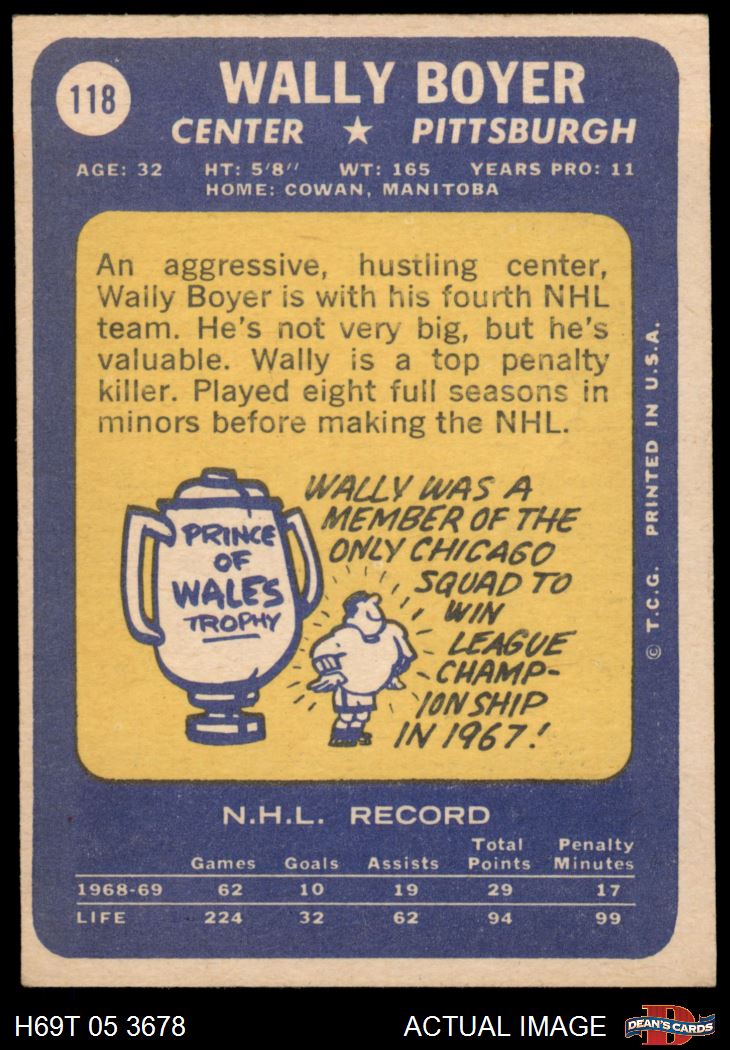 118
WALLY BOYER
CENTER ★ PITTSBURGH
AGE: 32 HT: 5'8" WT: 165 YEARS PRO: 11
HOME: COWAN, MANITOBA
An aggressive, hustling center,
Wally Boyer is with his fourth NHL
team. He's not very big, but he's
valuable. Wally is a top penalty
killer. Played eight full seasons in
minors before making the NHL.
PRINCE
OF
WALES
TROPHY
WALLY WAS A
MEMBER OF THE
ONLY CHICAGO
SQUAD TO
WIN
LEAGUE
CHAMP-
IONSHIP
IN 1967!
© T.C.G. PRINTED IN U.S.A.
N.H.L. RECORD
Games Goals Assists Total Points Penalty Minutes
1968-69 62 10 19 29 17
LIFE 224 32 62 94 99
H69T 05 3678 ACTUAL IMAGE
D
DEAN'S CARDS